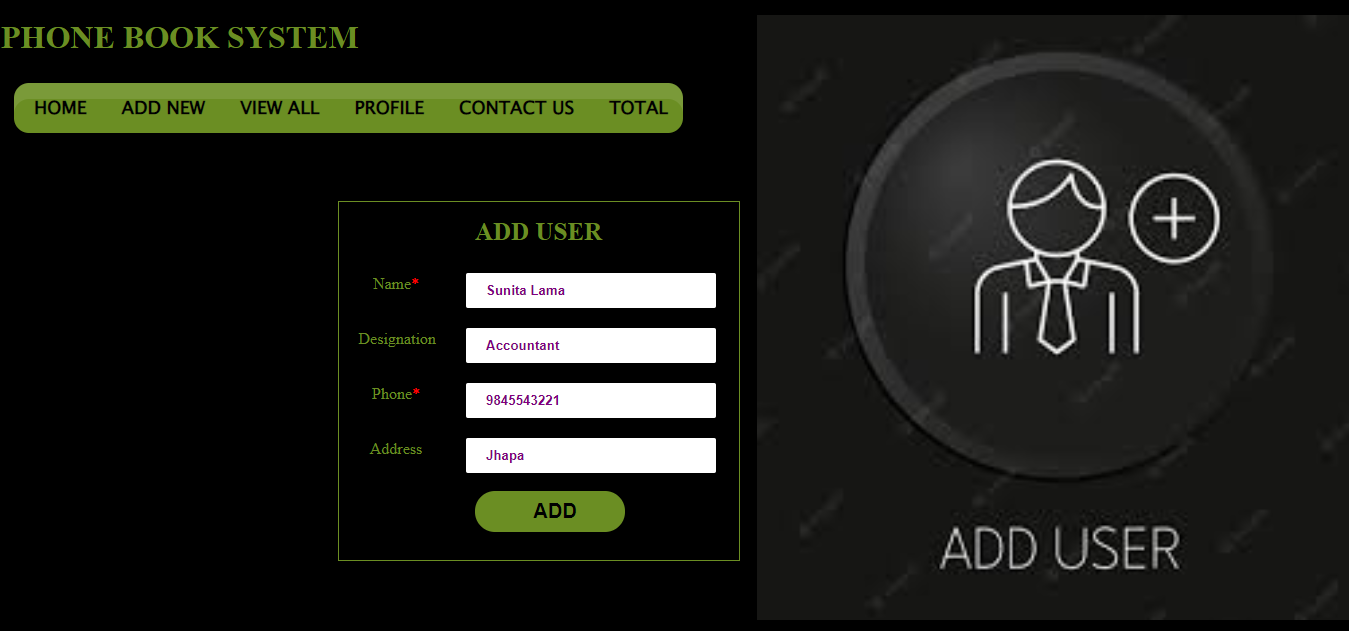 PHONE BOOK SYSTEM
HOME ADD NEW VIEW ALL PROFILE CONTACT US TOTAL
ADD USER
Name* Sunita Lama
Designation Accountant
Phone* 9845543221
Address Jhapa
ADD
ADD USER